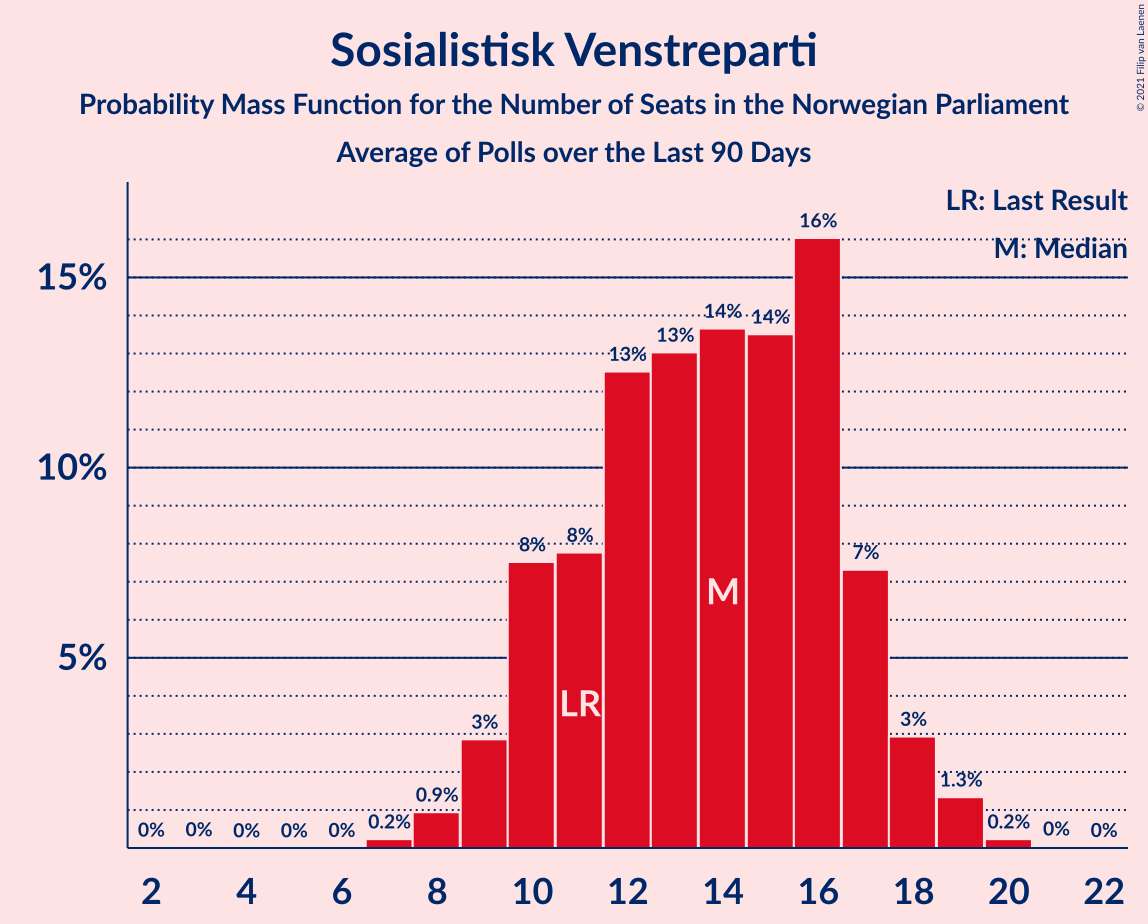 Sosialistisk Venstreparti
Probability Mass Function for the Number of Seats in the Norwegian Parliament
Average of Polls over the Last 90 Days
© 2021 Filip van Laenen
LR: Last Result
M: Median
15%
10%
5%
0%
0%
0%
0%
0%
0.2%
0.9%
3%
8%
8%
13%
13%
14%
14%
16%
7%
3%
1.3%
0.2%
0%
0%
LR
M
2 4 6 8 10 12 14 16 18 20 22